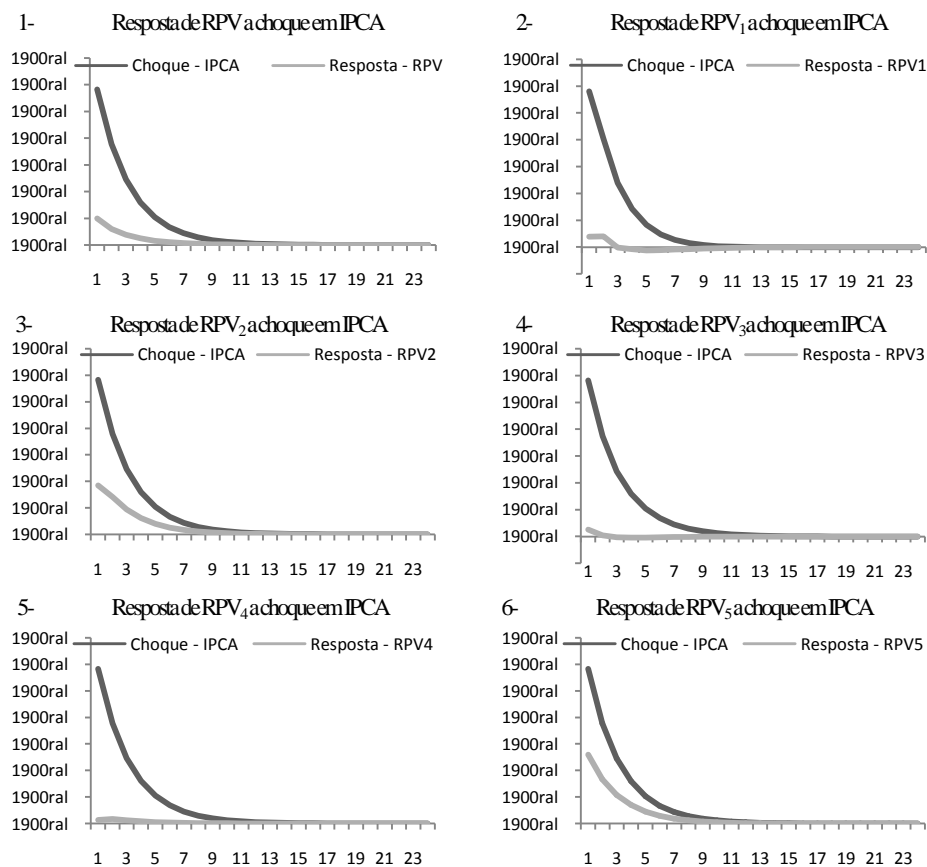 1- Resposta de RPV a choque em IPCA
1900ral
Choque - IPCA Resposta - RPV
1900ral
1900ral
1900ral
1900ral
1900ral
1900ral
1900ral
1 3 5 7 9 11 13 15 17 19 21 23
2- Resposta de RPV1 a choque em IPCA
1900ral
Choque - IPCA Resposta - RPV1
1900ral
1900ral
1900ral
1900ral
1900ral
1900ral
1900ral
1 3 5 7 9 11 13 15 17 19 21 23
3- Resposta de RPV2 a choque em IPCA
1900ral
Choque - IPCA Resposta - RPV2
1900ral
1900ral
1900ral
1900ral
1900ral
1900ral
1900ral
1 3 5 7 9 11 13 15 17 19 21 23
4- Resposta de RPV3 a choque em IPCA
1900ral
Choque - IPCA Resposta - RPV3
1900ral
1900ral
1900ral
1900ral
1900ral
1900ral
1900ral
1 3 5 7 9 11 13 15 17 19 21 23
5- Resposta de RPV4 a choque em IPCA
1900ral
Choque - IPCA Resposta - RPV4
1900ral
1900ral
1900ral
1900ral
1900ral
1900ral
1900ral
1 3 5 7 9 11 13 15 17 19 21 23
6- Resposta de RPV5 a choque em IPCA
1900ral
Choque - IPCA Resposta - RPV5
1900ral
1900ral
1900ral
1900ral
1900ral
1900ral
1900ral
1 3 5 7 9 11 13 15 17 19 21 23